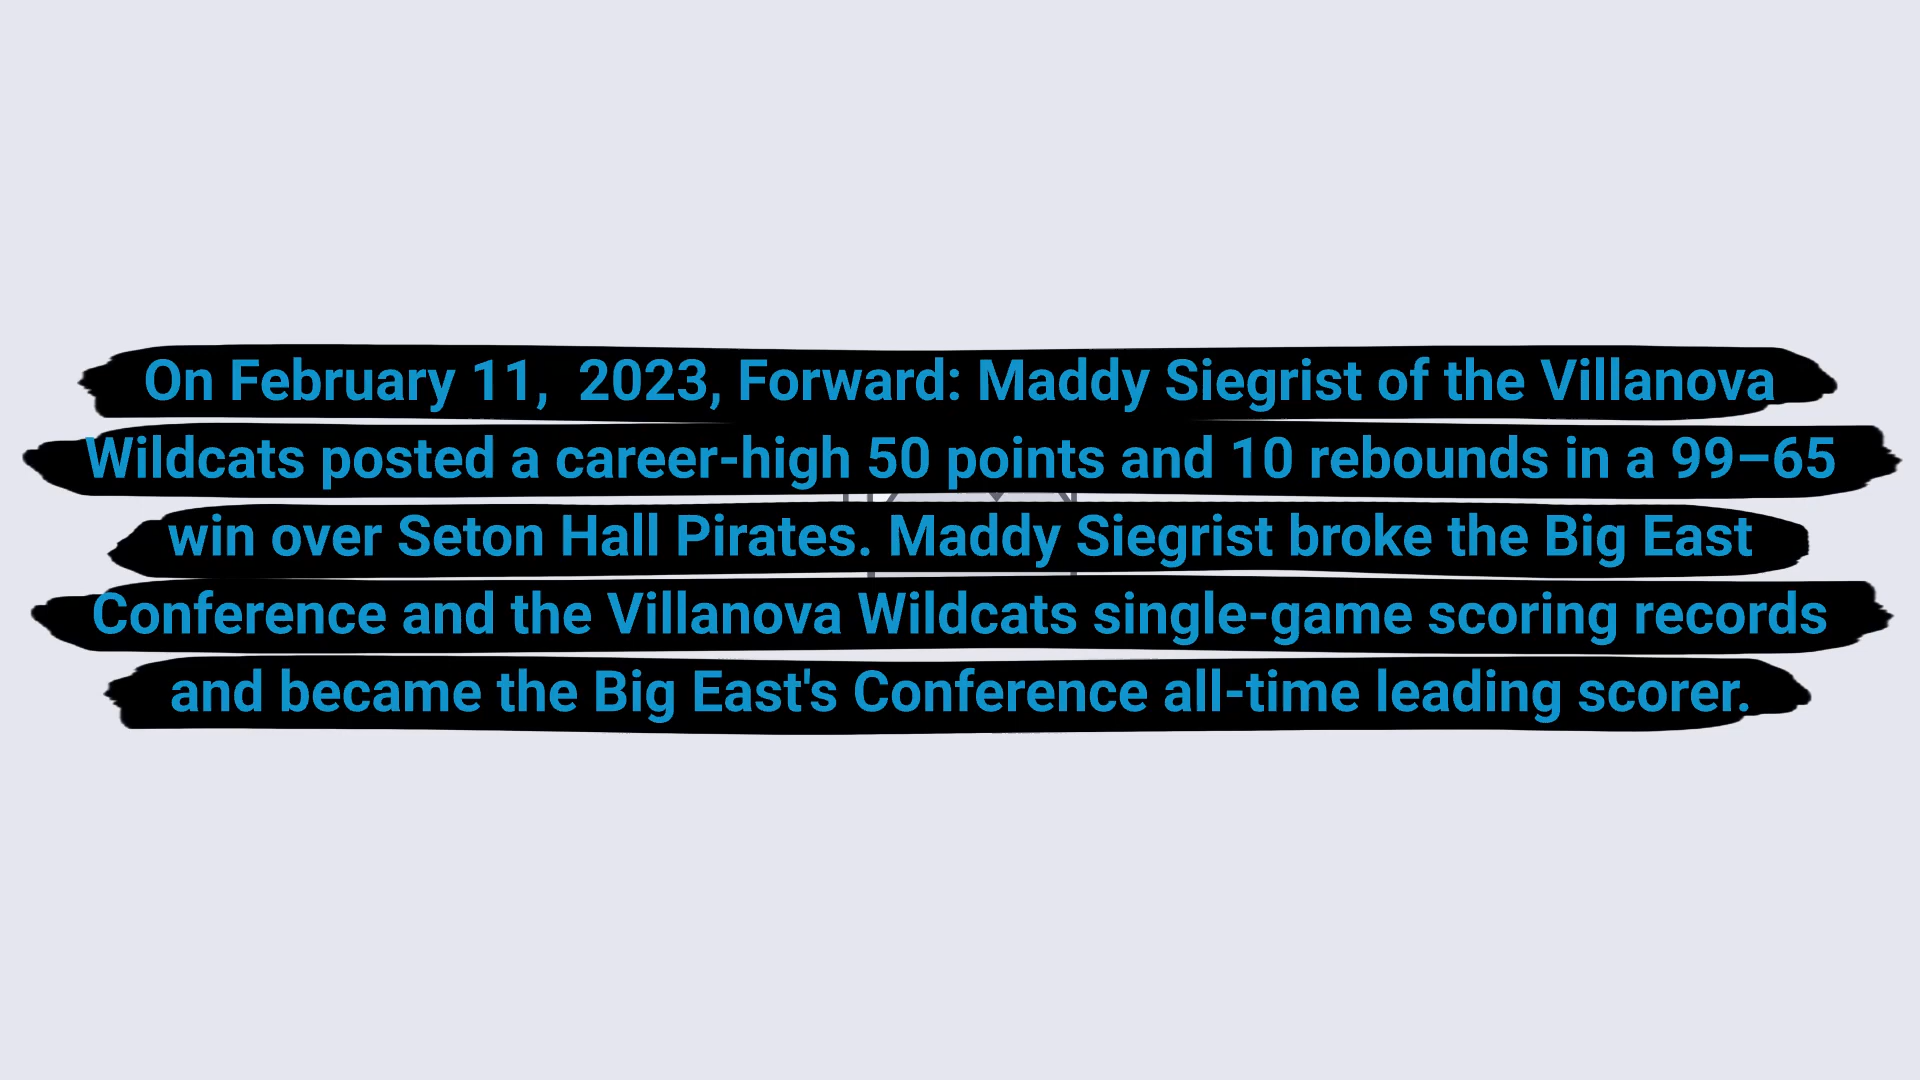 On February 11,  2023, Forward: Maddy Siegrist of the Villanova
Wildcats posted a career-high 50 points and 10 rebounds in a 99–65
win over Seton Hall Pirates. Maddy Siegrist broke the Big East
Conference and the Villanova Wildcats single-game scoring records
and became the Big East's Conference all-time leading scorer.